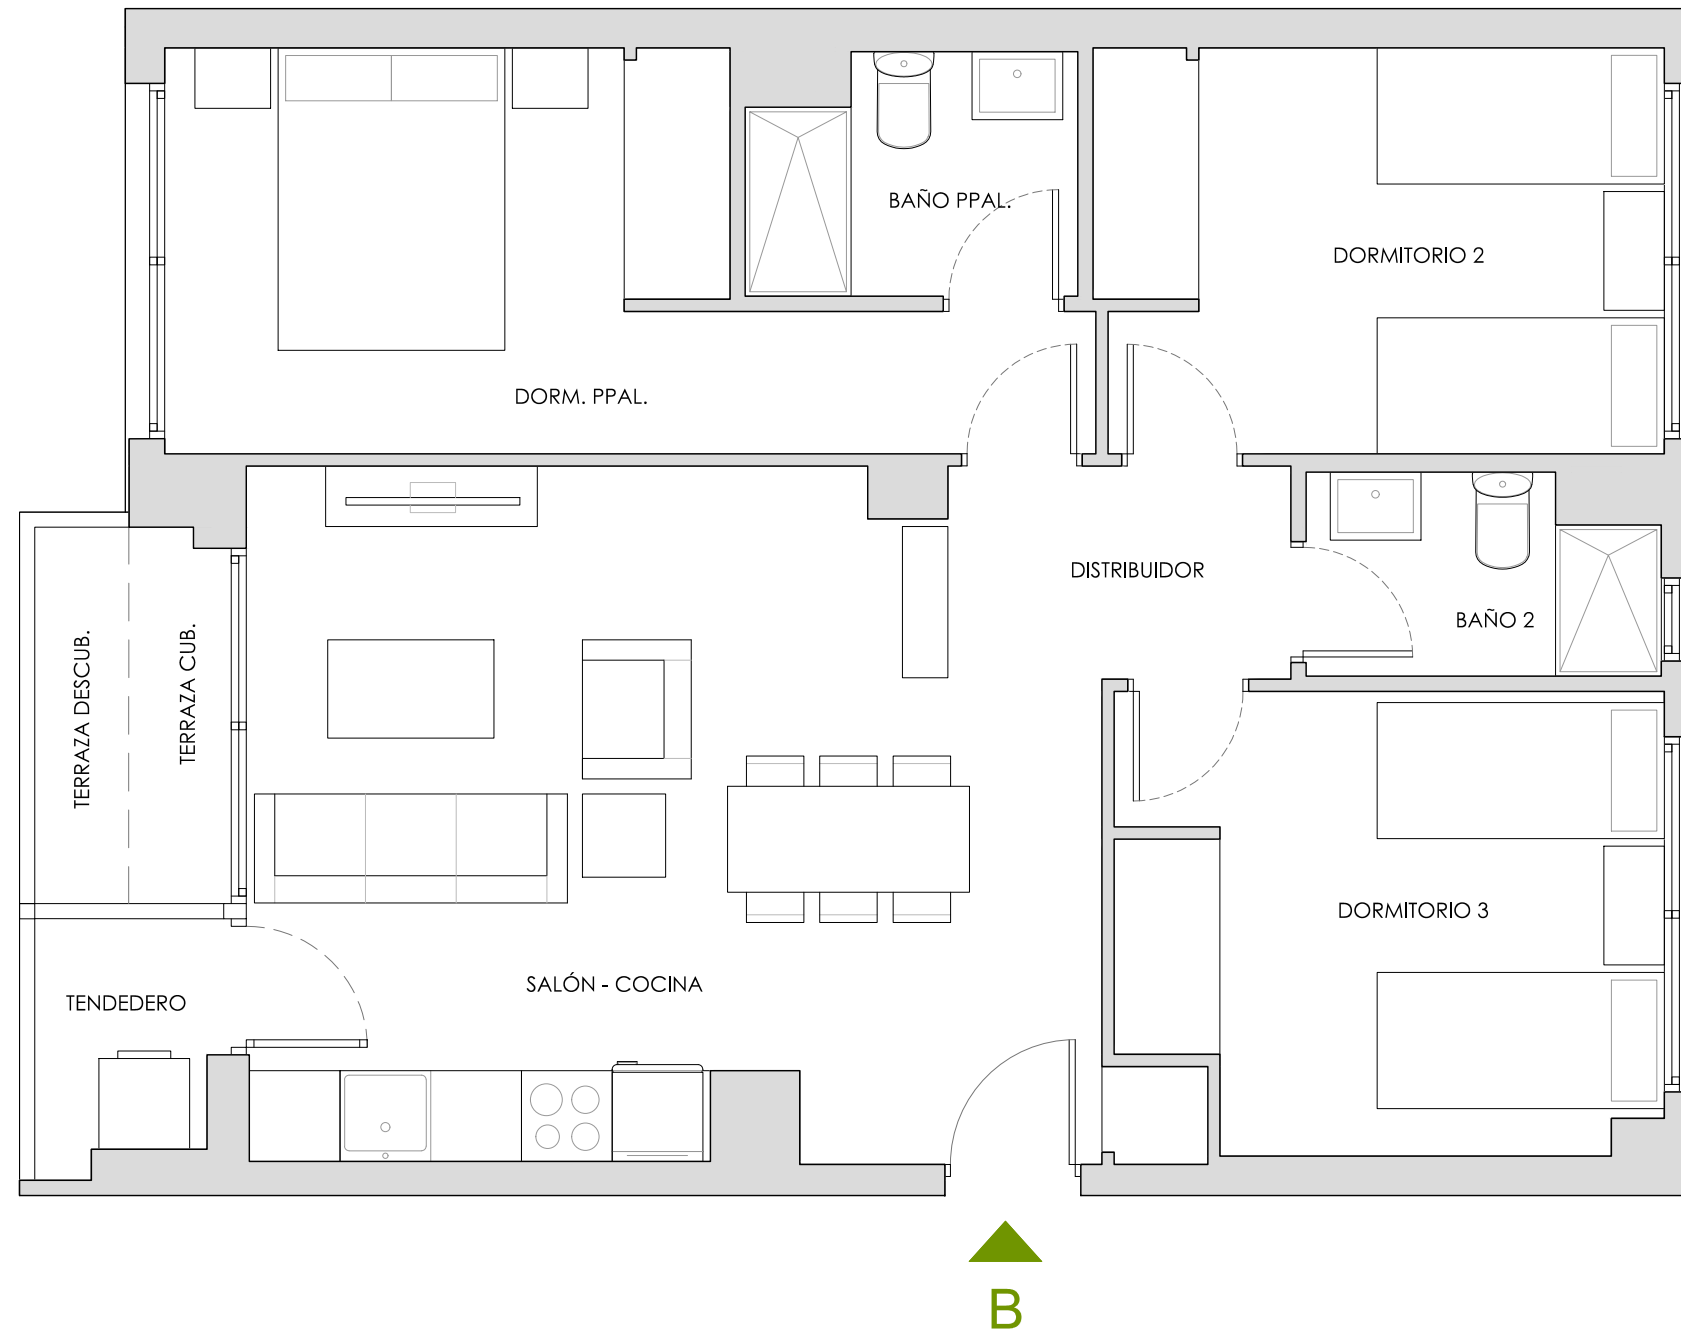 BAÑO PPAL.
DORMITORIO 2
DORM. PPAL.
DISTRIBUIDOR
BAÑO 2
TERRAZA DESCUB.
TERRAZA CUB.
DORMITORIO 3
SALÓN - COCINA
TENDEDERO
B